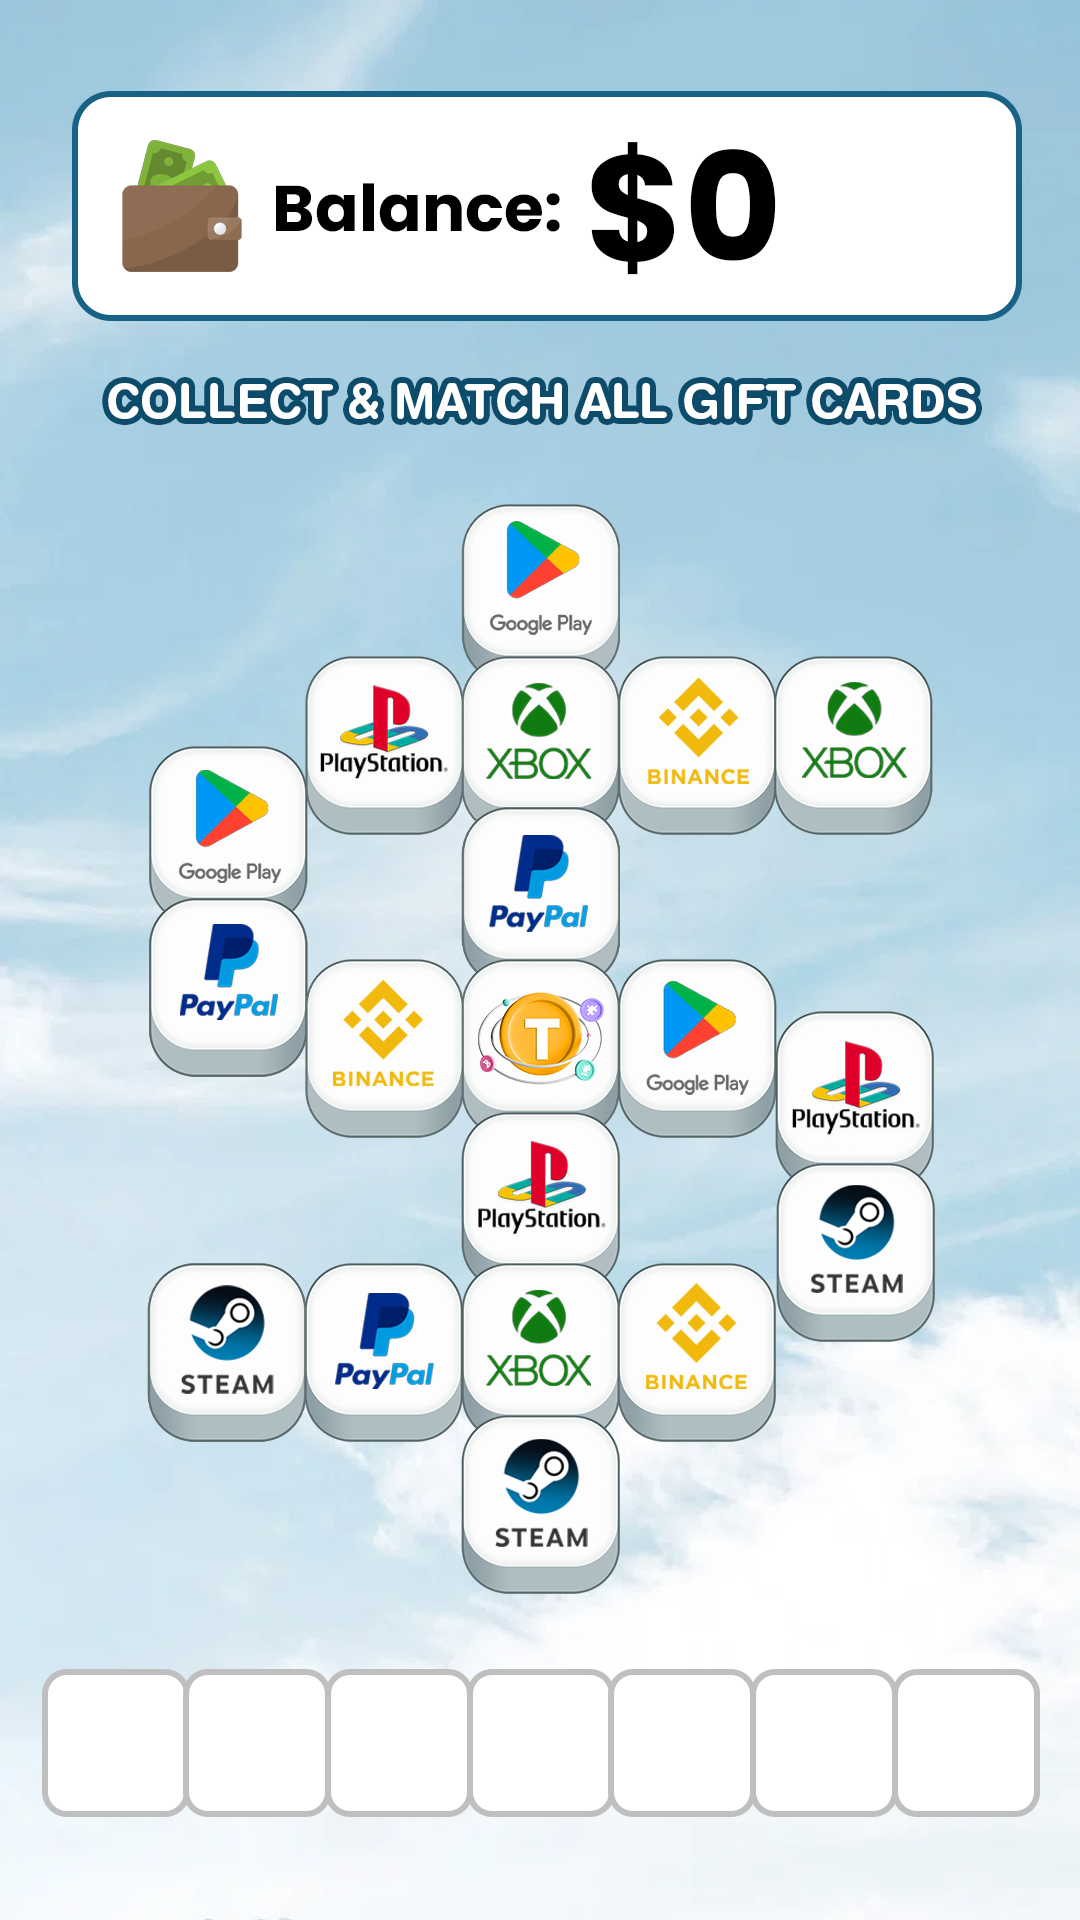 Balance: $0
COLLECT & MATCH ALL GIFT CARDS
Google Play
PlayStation.
XBOX
BINANCE
XBOX
Google Play
PayPal
PayPal
BINANCE
T
Google Play
PlayStation.
PlayStation.
STEAM
STEAM
PayPal
XBOX
BINANCE
STEAM